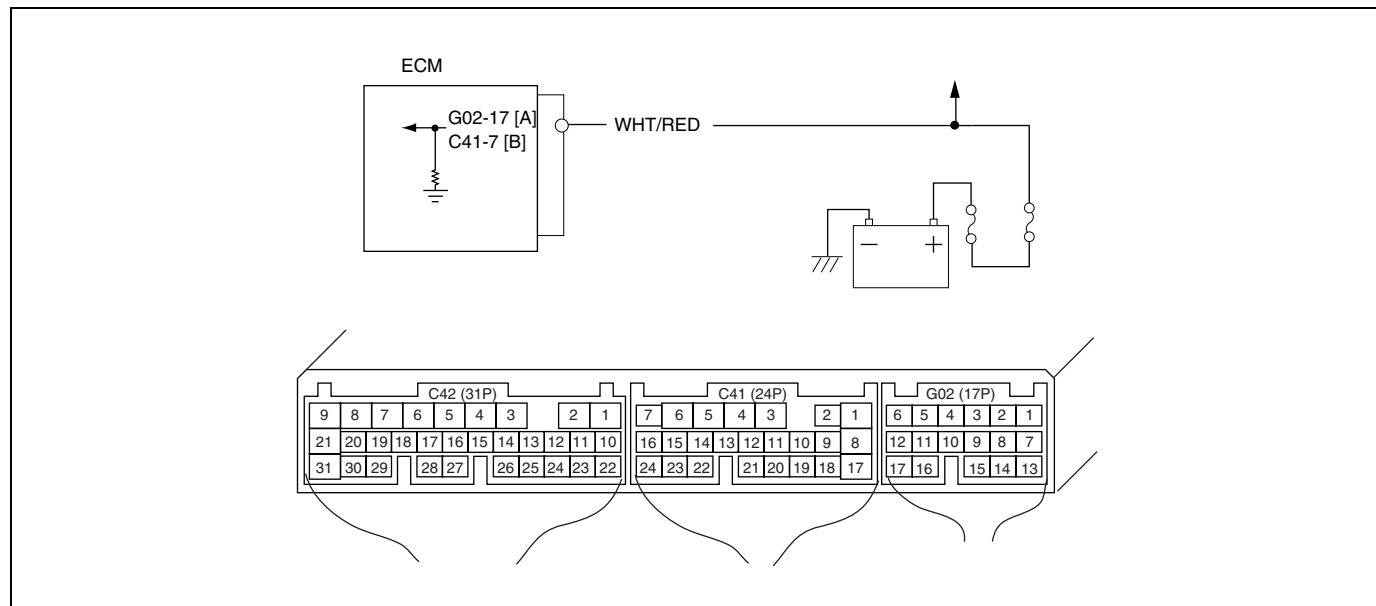 ECM
G02-17 [A]
C41-7 [B]
WHT/RED
− +
C42 (31P) C41 (24P) G02 (17P)
9 8 7 6 5 4 3 2 1 7 6 5 4 3 2 1 6 5 4 3 2 1
21 20 19 18 17 16 15 14 13 12 11 10 16 15 14 13 12 11 10 9 8 12 11 10 9 8 7
31 30 29 28 27 26 25 24 23 22 24 23 22 21 20 19 18 17 17 16 15 14 13